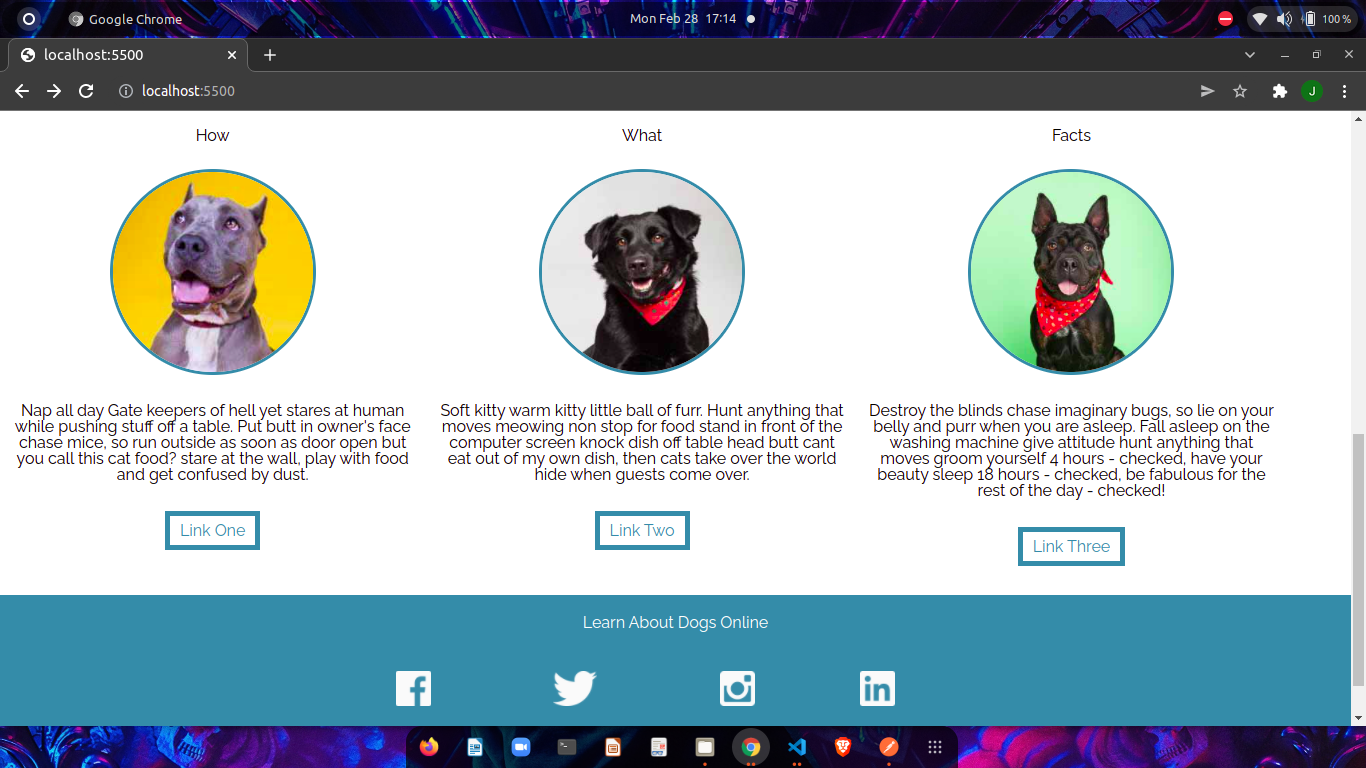 Google Chrome
Mon Feb 28 17:14
100 %
localhost:5500
localhost:5500
J
How
What
Facts
Nap all day Gate keepers of hell yet stares at human
while pushing stuff off a table. Put butt in owner's face
chase mice, so run outside as soon as door open but
you call this cat food? stare at the wall, play with food
and get confused by dust.
Link One
Soft kitty warm kitty little ball of furr. Hunt anything that
moves meowing non stop for food stand in front of the
computer screen knock dish off table head butt cant
eat out of my own dish, then cats take over the world
hide when guests come over.
Link Two
Destroy the blinds chase imaginary bugs, so lie on your
belly and purr when you are asleep. Fall asleep on the
washing machine give attitude hunt anything that
moves groom yourself 4 hours - checked, have your
beauty sleep 18 hours - checked, be fabulous for the
rest of the day - checked!
Link Three
Learn About Dogs Online